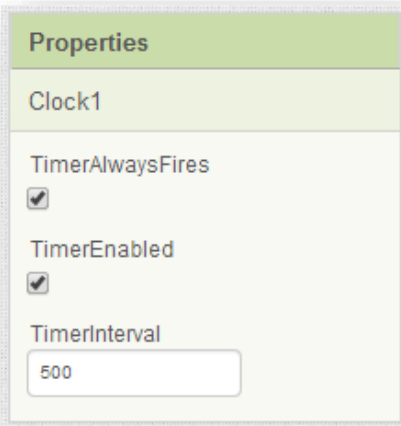 Properties
Clock1
TimerAlwaysFires
TimerEnabled
TimerInterval
500